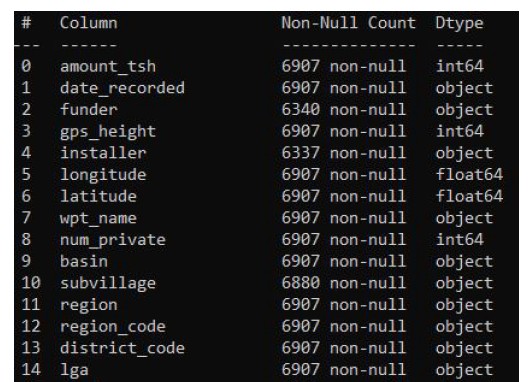 #   Column         Non-Null Count  Dtype
--- ------         --------------  -----
0   amount_tsh     6907 non-null   int64
1   date_recorded  6907 non-null   object
2   funder         6340 non-null   object
3   gps_height     6907 non-null   int64
4   installer      6337 non-null   object
5   longitude      6907 non-null   float64
6   latitude       6907 non-null   float64
7   wpt_name       6907 non-null   object
8   num_private    6907 non-null   int64
9   basin          6907 non-null   object
10  subvillage     6880 non-null   object
11  region         6907 non-null   object
12  region_code    6907 non-null   object
13  district_code  6907 non-null   object
14  lga            6907 non-null   object